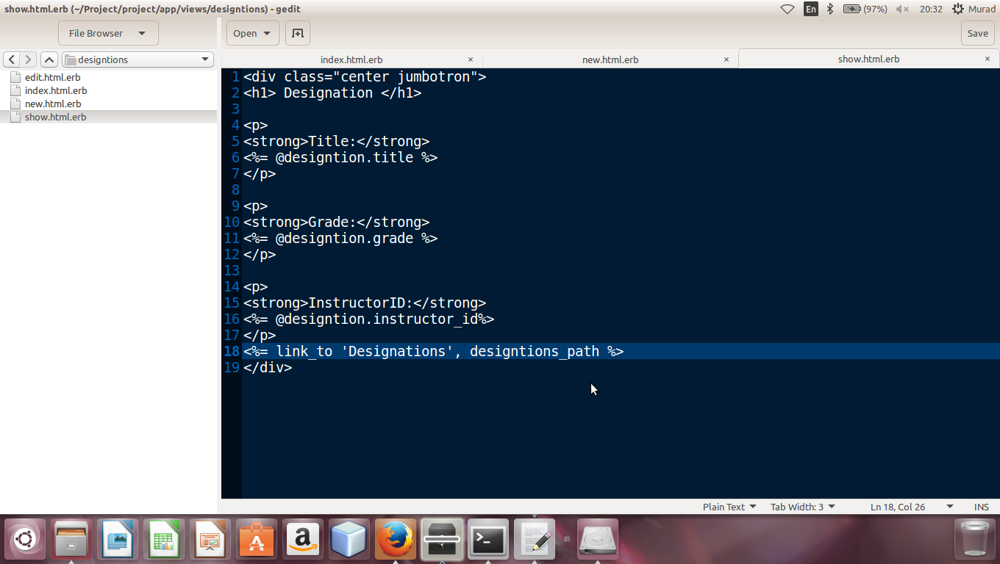 show.html.erb (~/Project/project/app/views/designtions) - gedit
En
(97%)
20:32
Murad
File Browser
Open
Save
designtions
index.html.erb ×
new.html.erb ×
show.html.erb ×
edit.html.erb
index.html.erb
new.html.erb
show.html.erb
1 <div class="center jumbotron">
2 <h1> Designation </h1>
3
4 <p>
5 <strong>Title:</strong>
6 <%= @designtion.title %>
7 </p>
8
9 <p>
10 <strong>Grade:</strong>
11 <%= @designtion.grade %>
12 </p>
13
14 <p>
15 <strong>InstructorID:</strong>
16 <%= @designtion.instructor_id%>
17 </p>
18 <%= link_to 'Designations', designtions_path %>
19 </div>
Plain Text
Tab Width: 3
Ln 18, Col 26
INS
A
a
>_